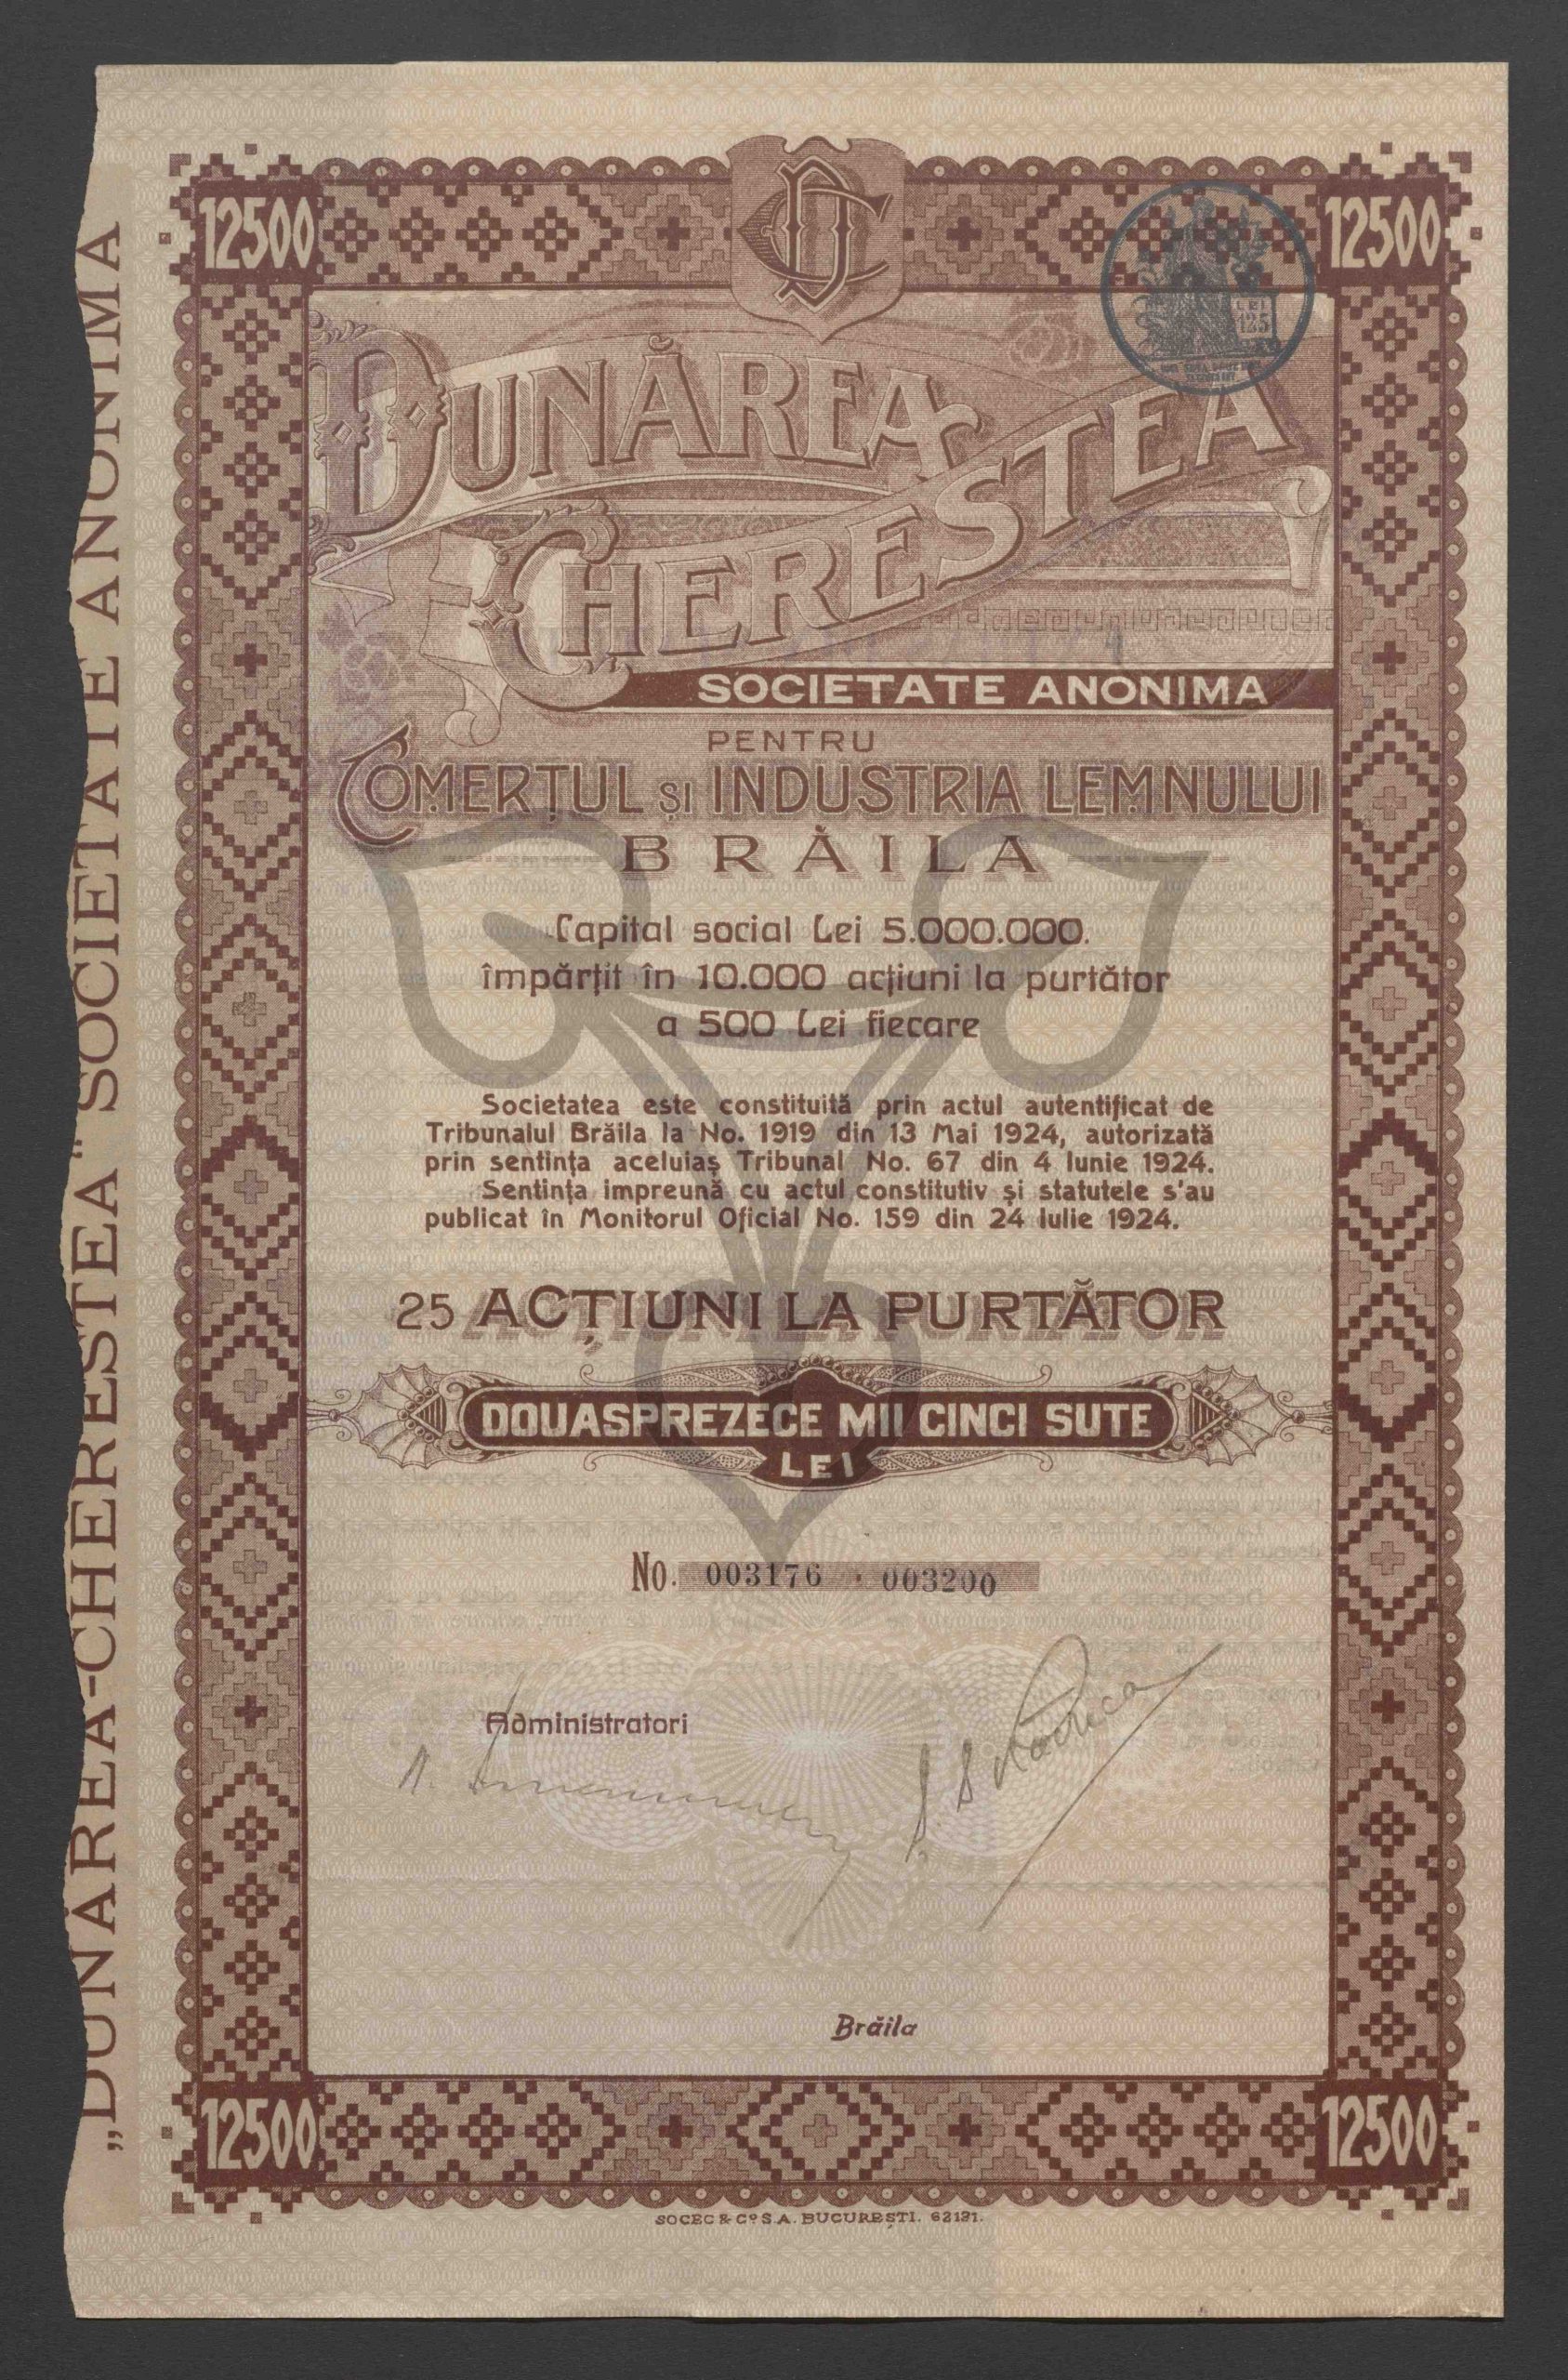 12500
CD
12500
LEI
125
DUNĂREA-
CHERESTEA
SOCIETATE ANONIMA
PENTRU
COMERȚUL ȘI INDUSTRIA LEMNULUI
BRĂILA
Capital social Lei 5.000.000.
împărțit în 10.000 acțiuni la purtător
a 500 Lei fiecare
Societatea este constituită prin actul autentificat de
Tribunalul Brăila la No. 1919 din 13 Mai 1924, autorizată
prin sentința aceluiaș Tribunal No. 67 din 4 Iunie 1924.
Sentința impreună cu actul constitutiv și statutele s'au
publicat în Monitorul Oficial No. 159 din 24 Iulie 1924.
25 ACȚIUNI LA PURTĂTOR
DOUASPREZECE MII CINCI SUTE
LEI
No. 003176 · 003200
Administratori
Brăila
12500
12500
SOCEC & Co S.A. BUCUREȘTI. 62121.
„DUNĂREA-CHERESTEA" SOCIETATE ANONIMA